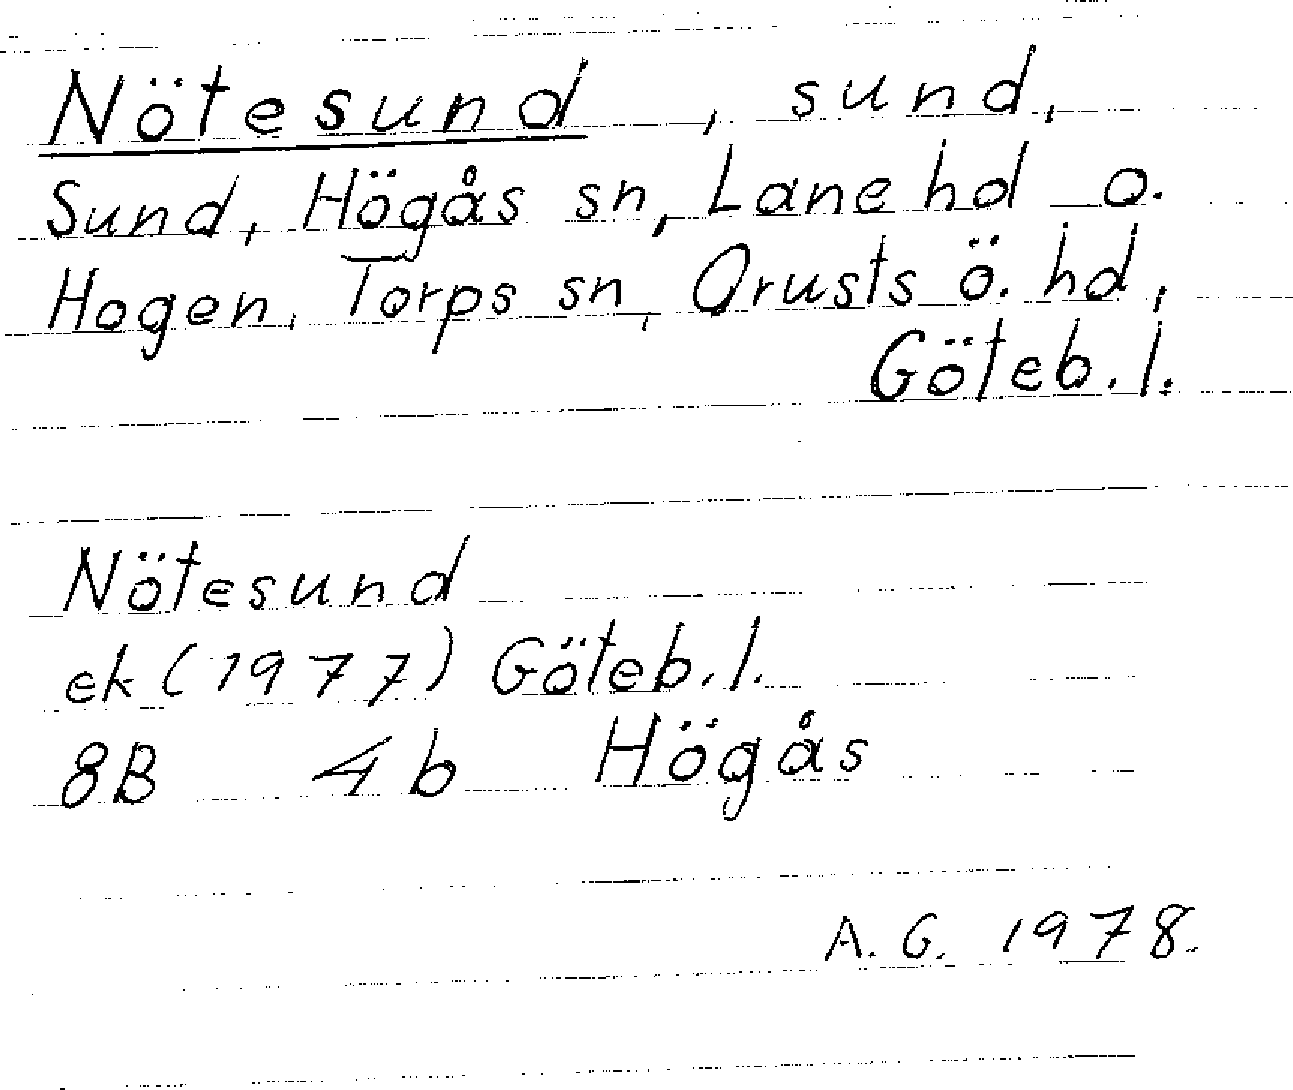 Nötesund, sund,
Sund, Högås sn, Lane hd o.
Hogen, Torps sn, Orusts ö. hd,
Göteb. l.
Nötesund
ek (1977) Göteb. l.
8B 4b Högås
A. G. 1978.